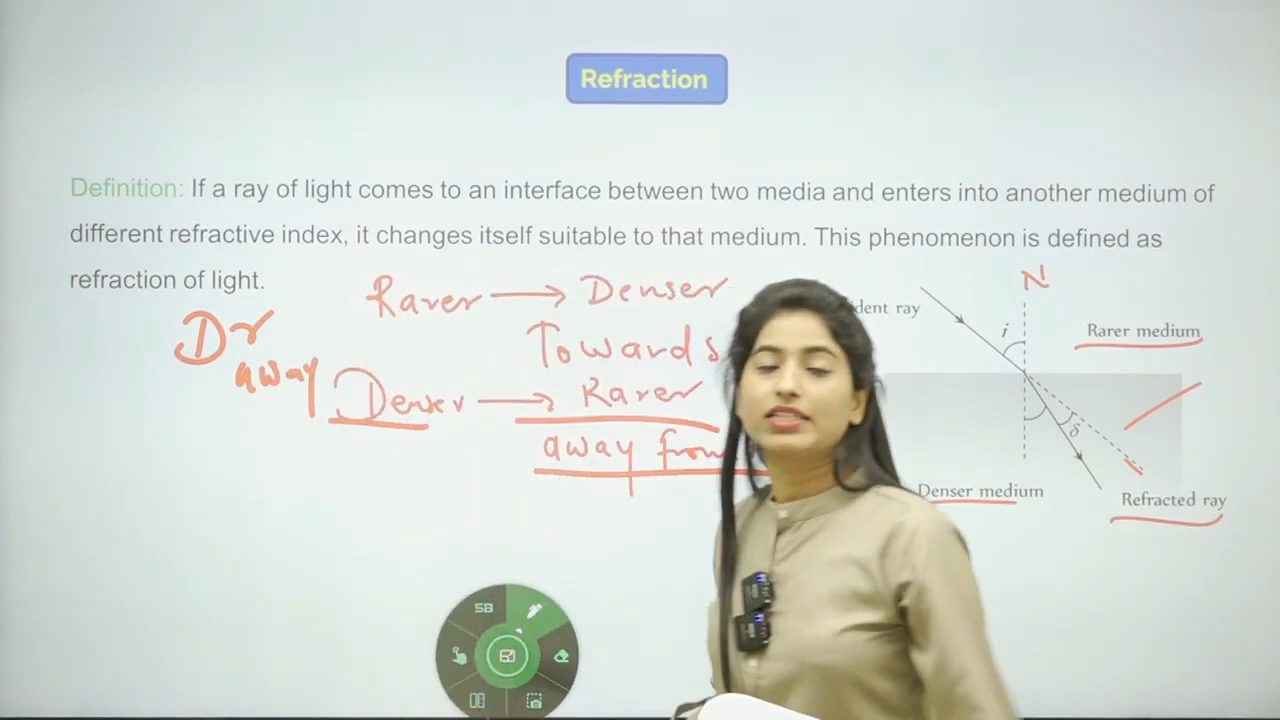 Refraction
Definition: If a ray of light comes to an interface between two media and enters into another medium of
different refractive index, it changes itself suitable to that medium. This phenomenon is defined as
refraction of light.
Rarer → Denser
Towards
Dr
away
Denser → Rarer
away from
N
dent ray
i
Rarer medium
δ
Denser medium
Refracted ray
SB